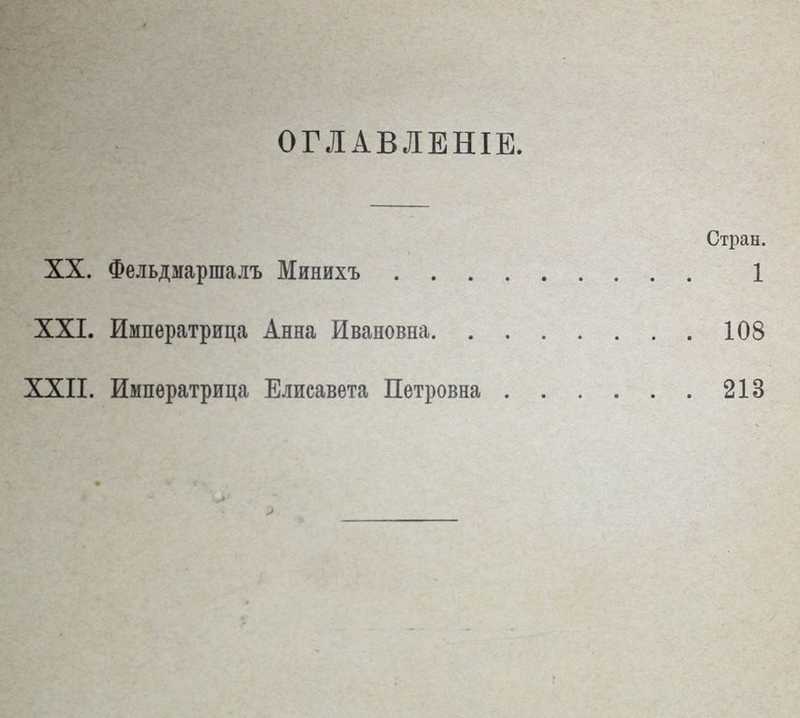 ОГЛАВЛЕНІЕ.
Стран.
XX. Фельдмаршалъ Минихъ . . . . . . . . . 1
XXI. Императрица Анна Ивановна. . . . . . . . 108
XXII. Императрица Елисавета Петровна . . . . . . 213